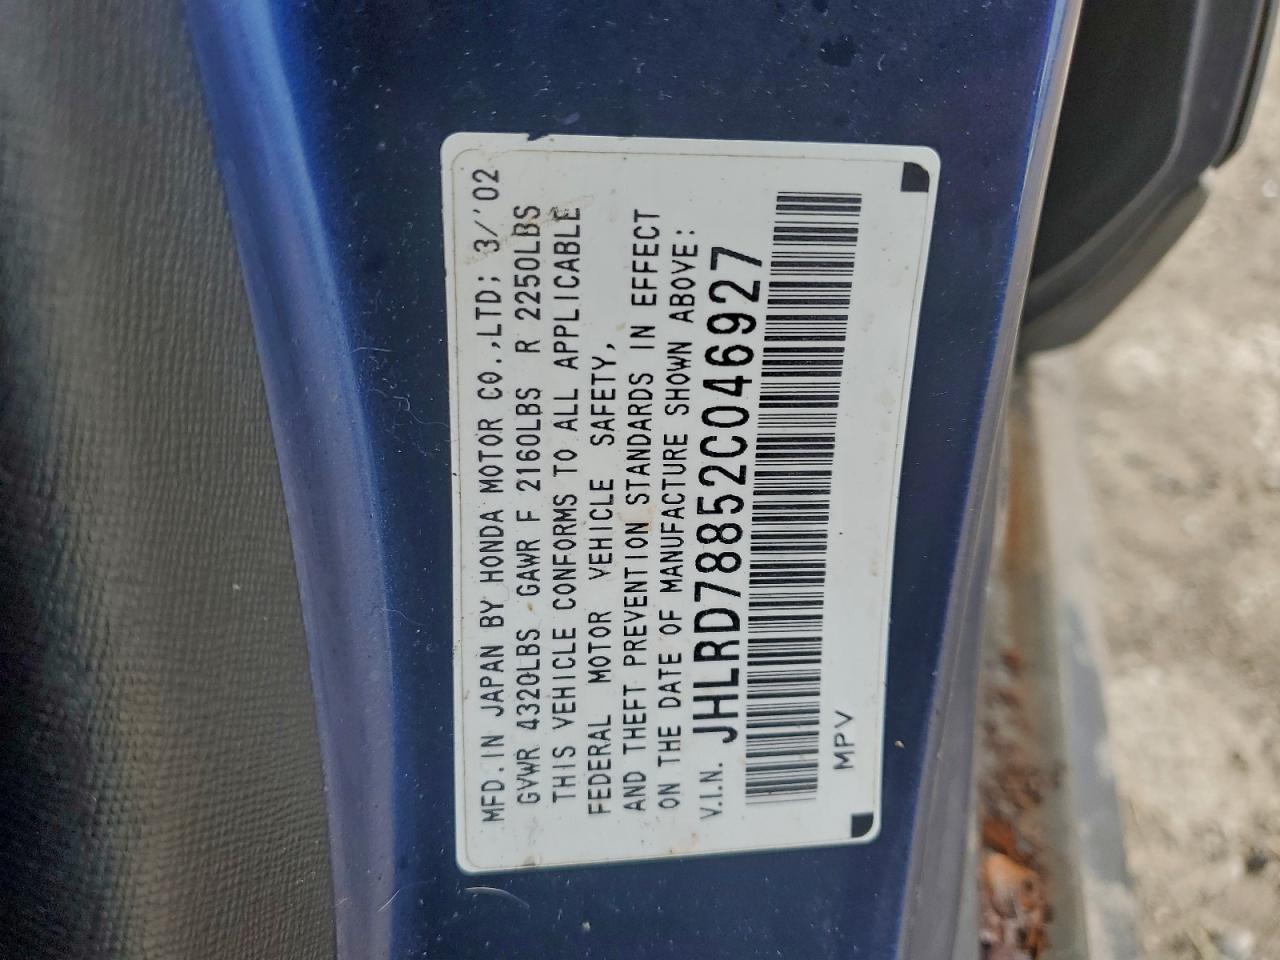 MFD. IN JAPAN BY HONDA MOTOR CO.,LTD; 3/'02
GVWR 4320LBS GAWR F 2160LBS R 2250LBS
THIS VEHICLE CONFORMS TO ALL APPLICABLE
FEDERAL MOTOR VEHICLE SAFETY,
AND THEFT PREVENTION STANDARDS IN EFFECT
ON THE DATE OF MANUFACTURE SHOWN ABOVE:
V.I.N. JHLRD78852C046927
MPV